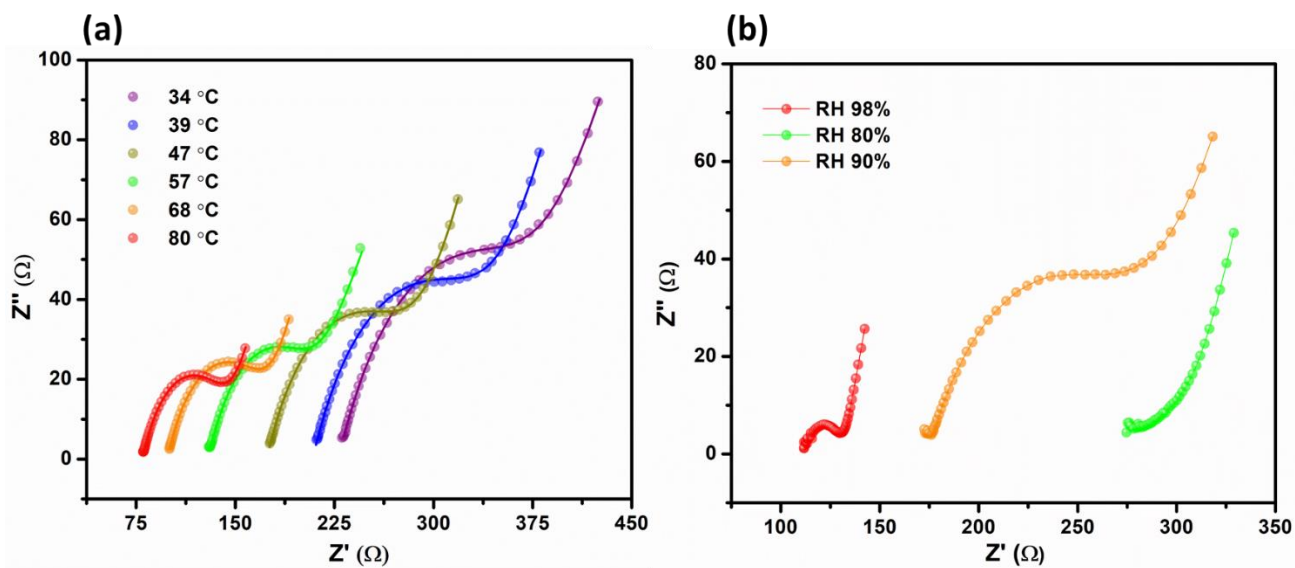 (a)
100
80
60
40
20
0
Z'' (Ω)
34 °C
39 °C
47 °C
57 °C
68 °C
80 °C
75 150 225 300 375 450
Z' (Ω)
(b)
80
60
40
20
0
Z'' (Ω)
RH 98%
RH 80%
RH 90%
100 150 200 250 300 350
Z' (Ω)